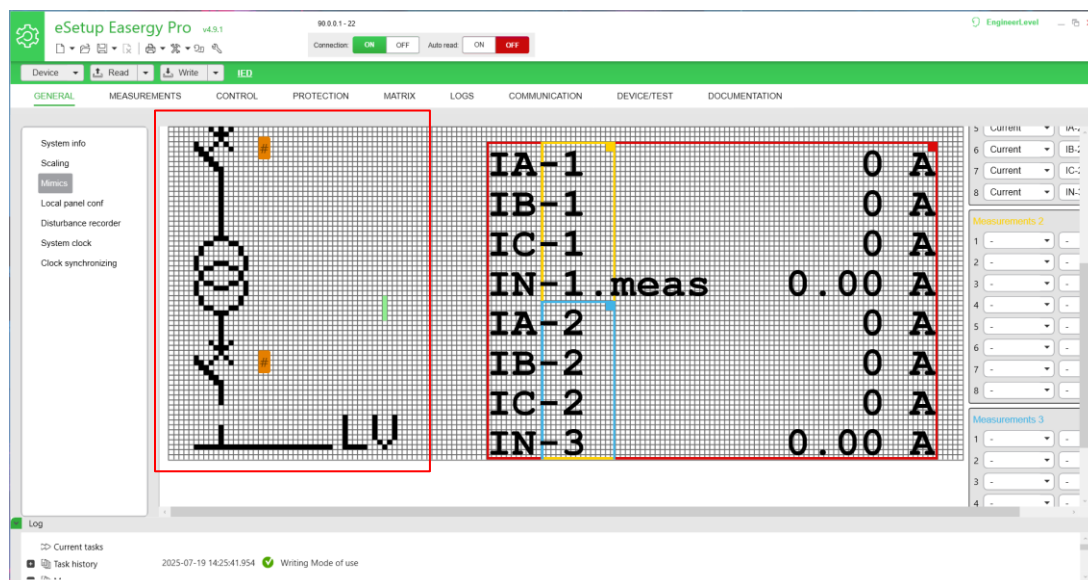 eSetup Easergy Pro v4.9.1
90.0.0.1 - 22
EngineerLevel
Connection: ON OFF Auto read: ON OFF
Device Read Write IED
GENERAL MEASUREMENTS CONTROL PROTECTION MATRIX LOGS COMMUNICATION DEVICE/TEST DOCUMENTATION
System info
Scaling
Mimics
Local panel conf
Disturbance recorder
System clock
Clock synchronizing
#
#
LV
IA-1 0 A
IB-1 0 A
IC-1 0 A
IN-1.meas 0.00 A
IA-2 0 A
IB-2 0 A
IC-2 0 A
IN-3 0.00 A
5 Current
6 Current IB-2
7 Current IC-2
8 Current IN-3
Measurements 2
1 - -
2 - -
3 - -
4 - -
5 - -
6 - -
7 - -
8 - -
Measurements 3
1 - -
2 - -
3 - -
4 - -
Log
Current tasks
Task history 2025-07-19 14:25:41.954 Writing Mode of use